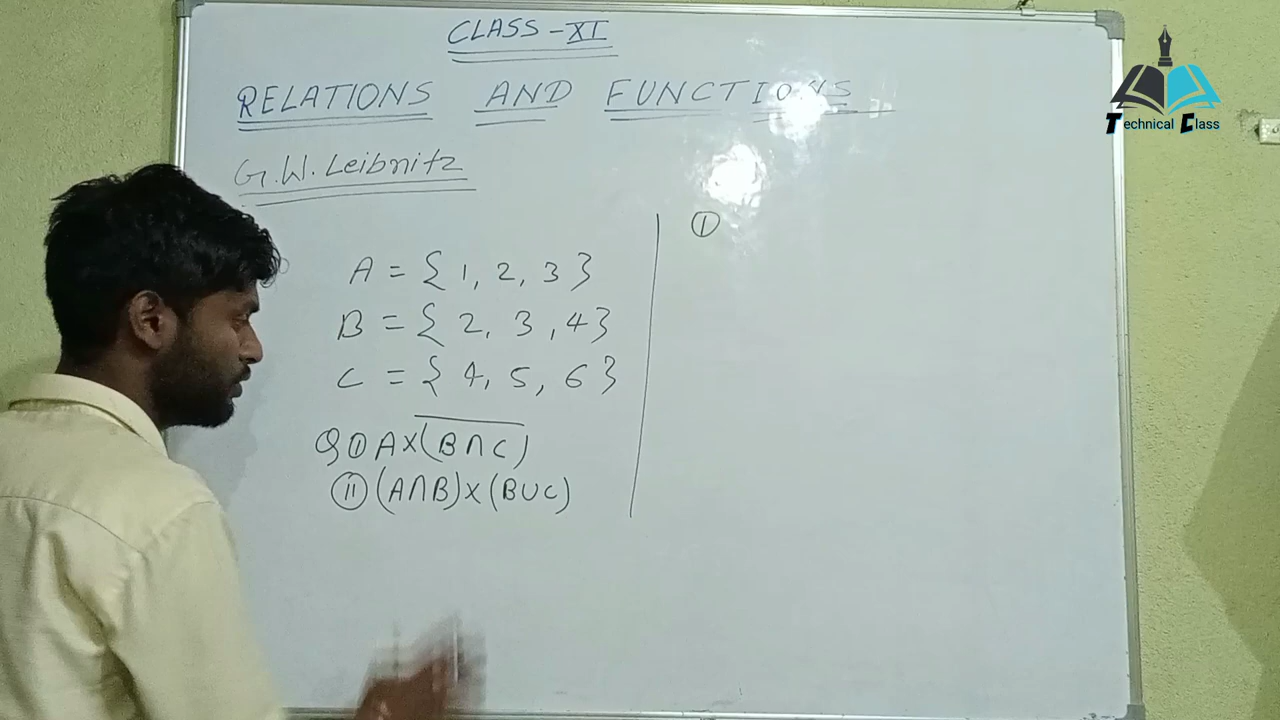 CLASS-XI
RELATIONS AND FUNCTIONS
G.W. Leibnitz
A = { 1, 2, 3 }
B = { 2, 3, 4 }
C = { 4, 5, 6 }
Q ① A×(B∩C)
② (A∩B)×(B∪C)
①
Technical Class